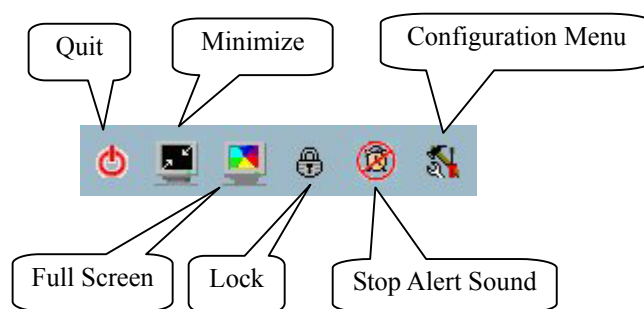 Quit
Minimize
Configuration Menu
Full Screen
Lock
Stop Alert Sound